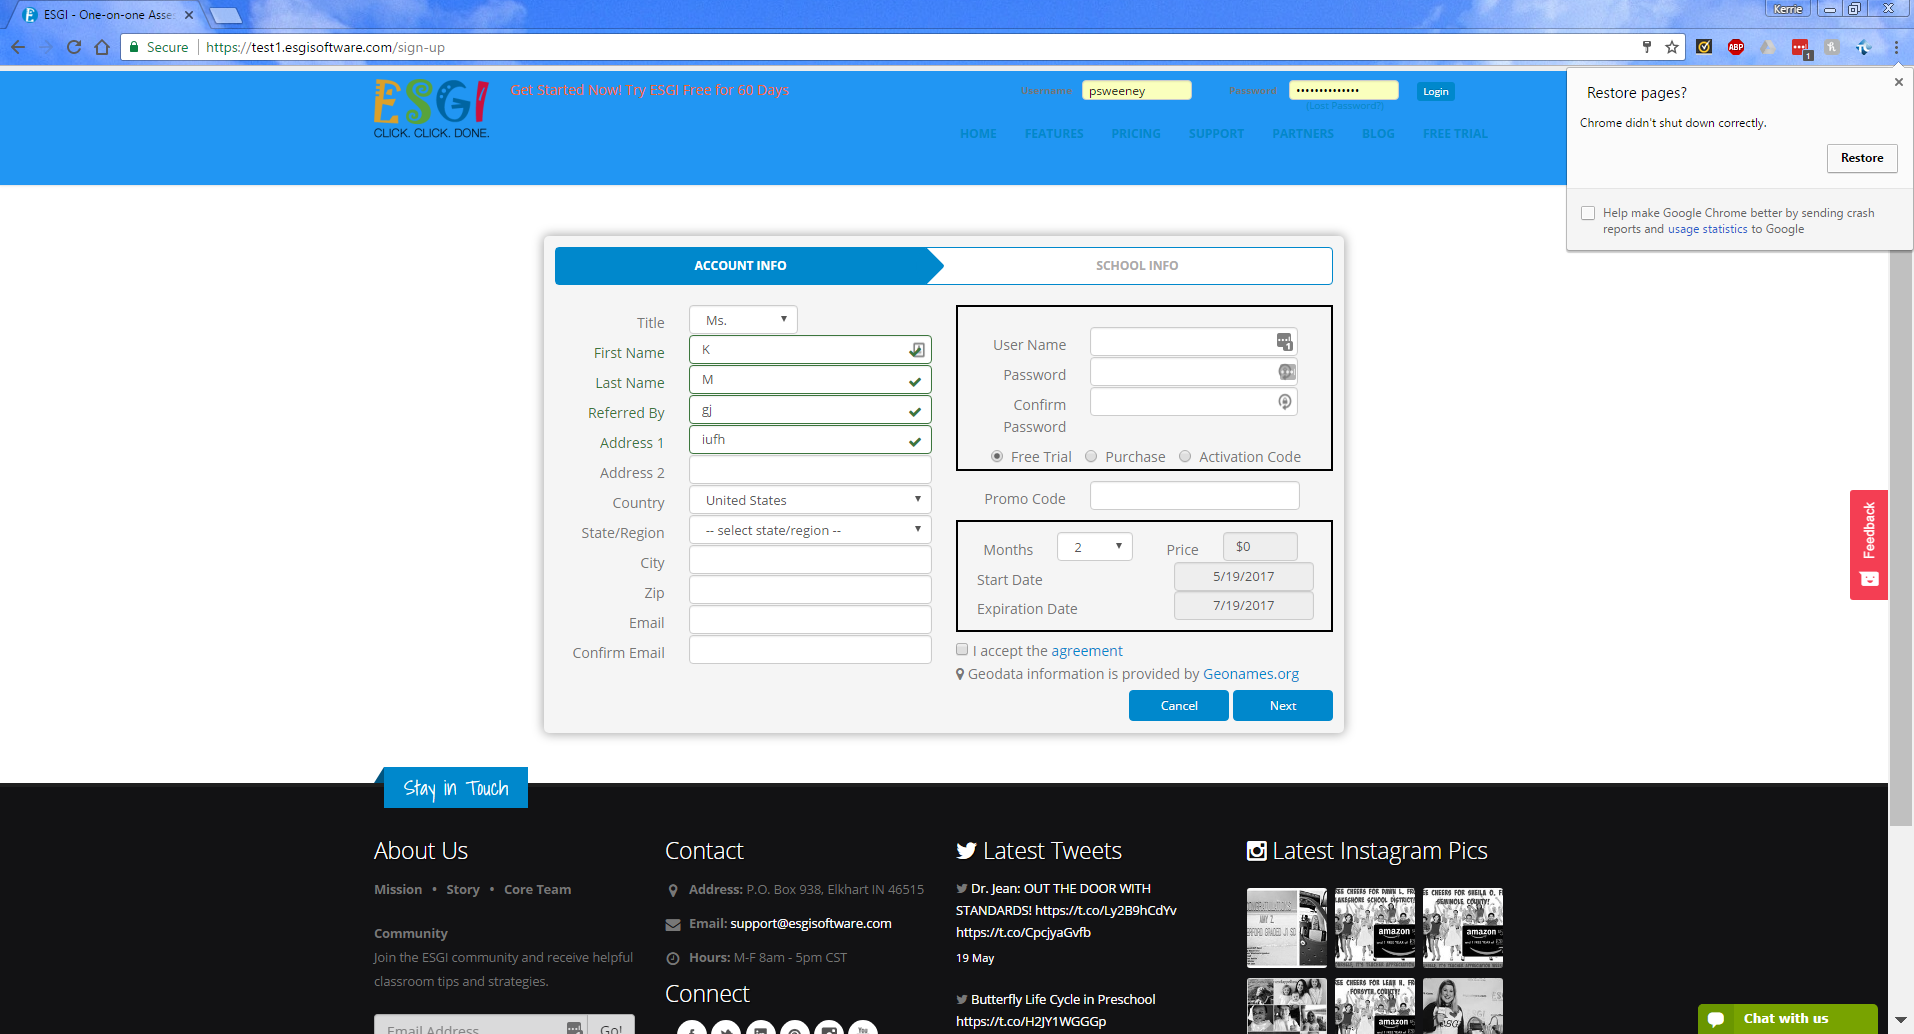 ESGI - One-on-one Asse
Kerrie
Secure https://test1.esgisoftware.com/sign-up
ABP
1
ESGI
CLICK. CLICK. DONE.
Get Started Now! Try ESGI Free for 60 Days
Username psweeney Password •••••••••••••• Login
(Lost Password?)
HOME FEATURES PRICING SUPPORT PARTNERS BLOG FREE TRIAL
Restore pages?
Chrome didn't shut down correctly.
Restore
Help make Google Chrome better by sending crash
reports and usage statistics to Google
ACCOUNT INFO SCHOOL INFO
Title Ms.
First Name K
Last Name M
Referred By gj
Address 1 iufh
Address 2
Country United States
State/Region -- select state/region --
City
Zip
Email
Confirm Email
User Name
Password
Confirm
Password
Free Trial Purchase Activation Code
Promo Code
Months 2 Price $0
Start Date 5/19/2017
Expiration Date 7/19/2017
I accept the agreement
Geodata information is provided by Geonames.org
Cancel Next
Feedback
Stay in Touch
About Us
Mission • Story • Core Team
Community
Join the ESGI community and receive helpful
classroom tips and strategies.
Email Address Go!
Contact
Address: P.O. Box 938, Elkhart IN 46515
Email: support@esgisoftware.com
Hours: M-F 8am - 5pm CST
Connect
Latest Tweets
Dr. Jean: OUT THE DOOR WITH
STANDARDS! https://t.co/Ly2B9hCdYv
https://t.co/CpcjyaGvfb
19 May
Butterfly Life Cycle in Preschool
https://t.co/H2JY1WGGGp
Latest Instagram Pics
amazon
amazon
amazon
Chat with us